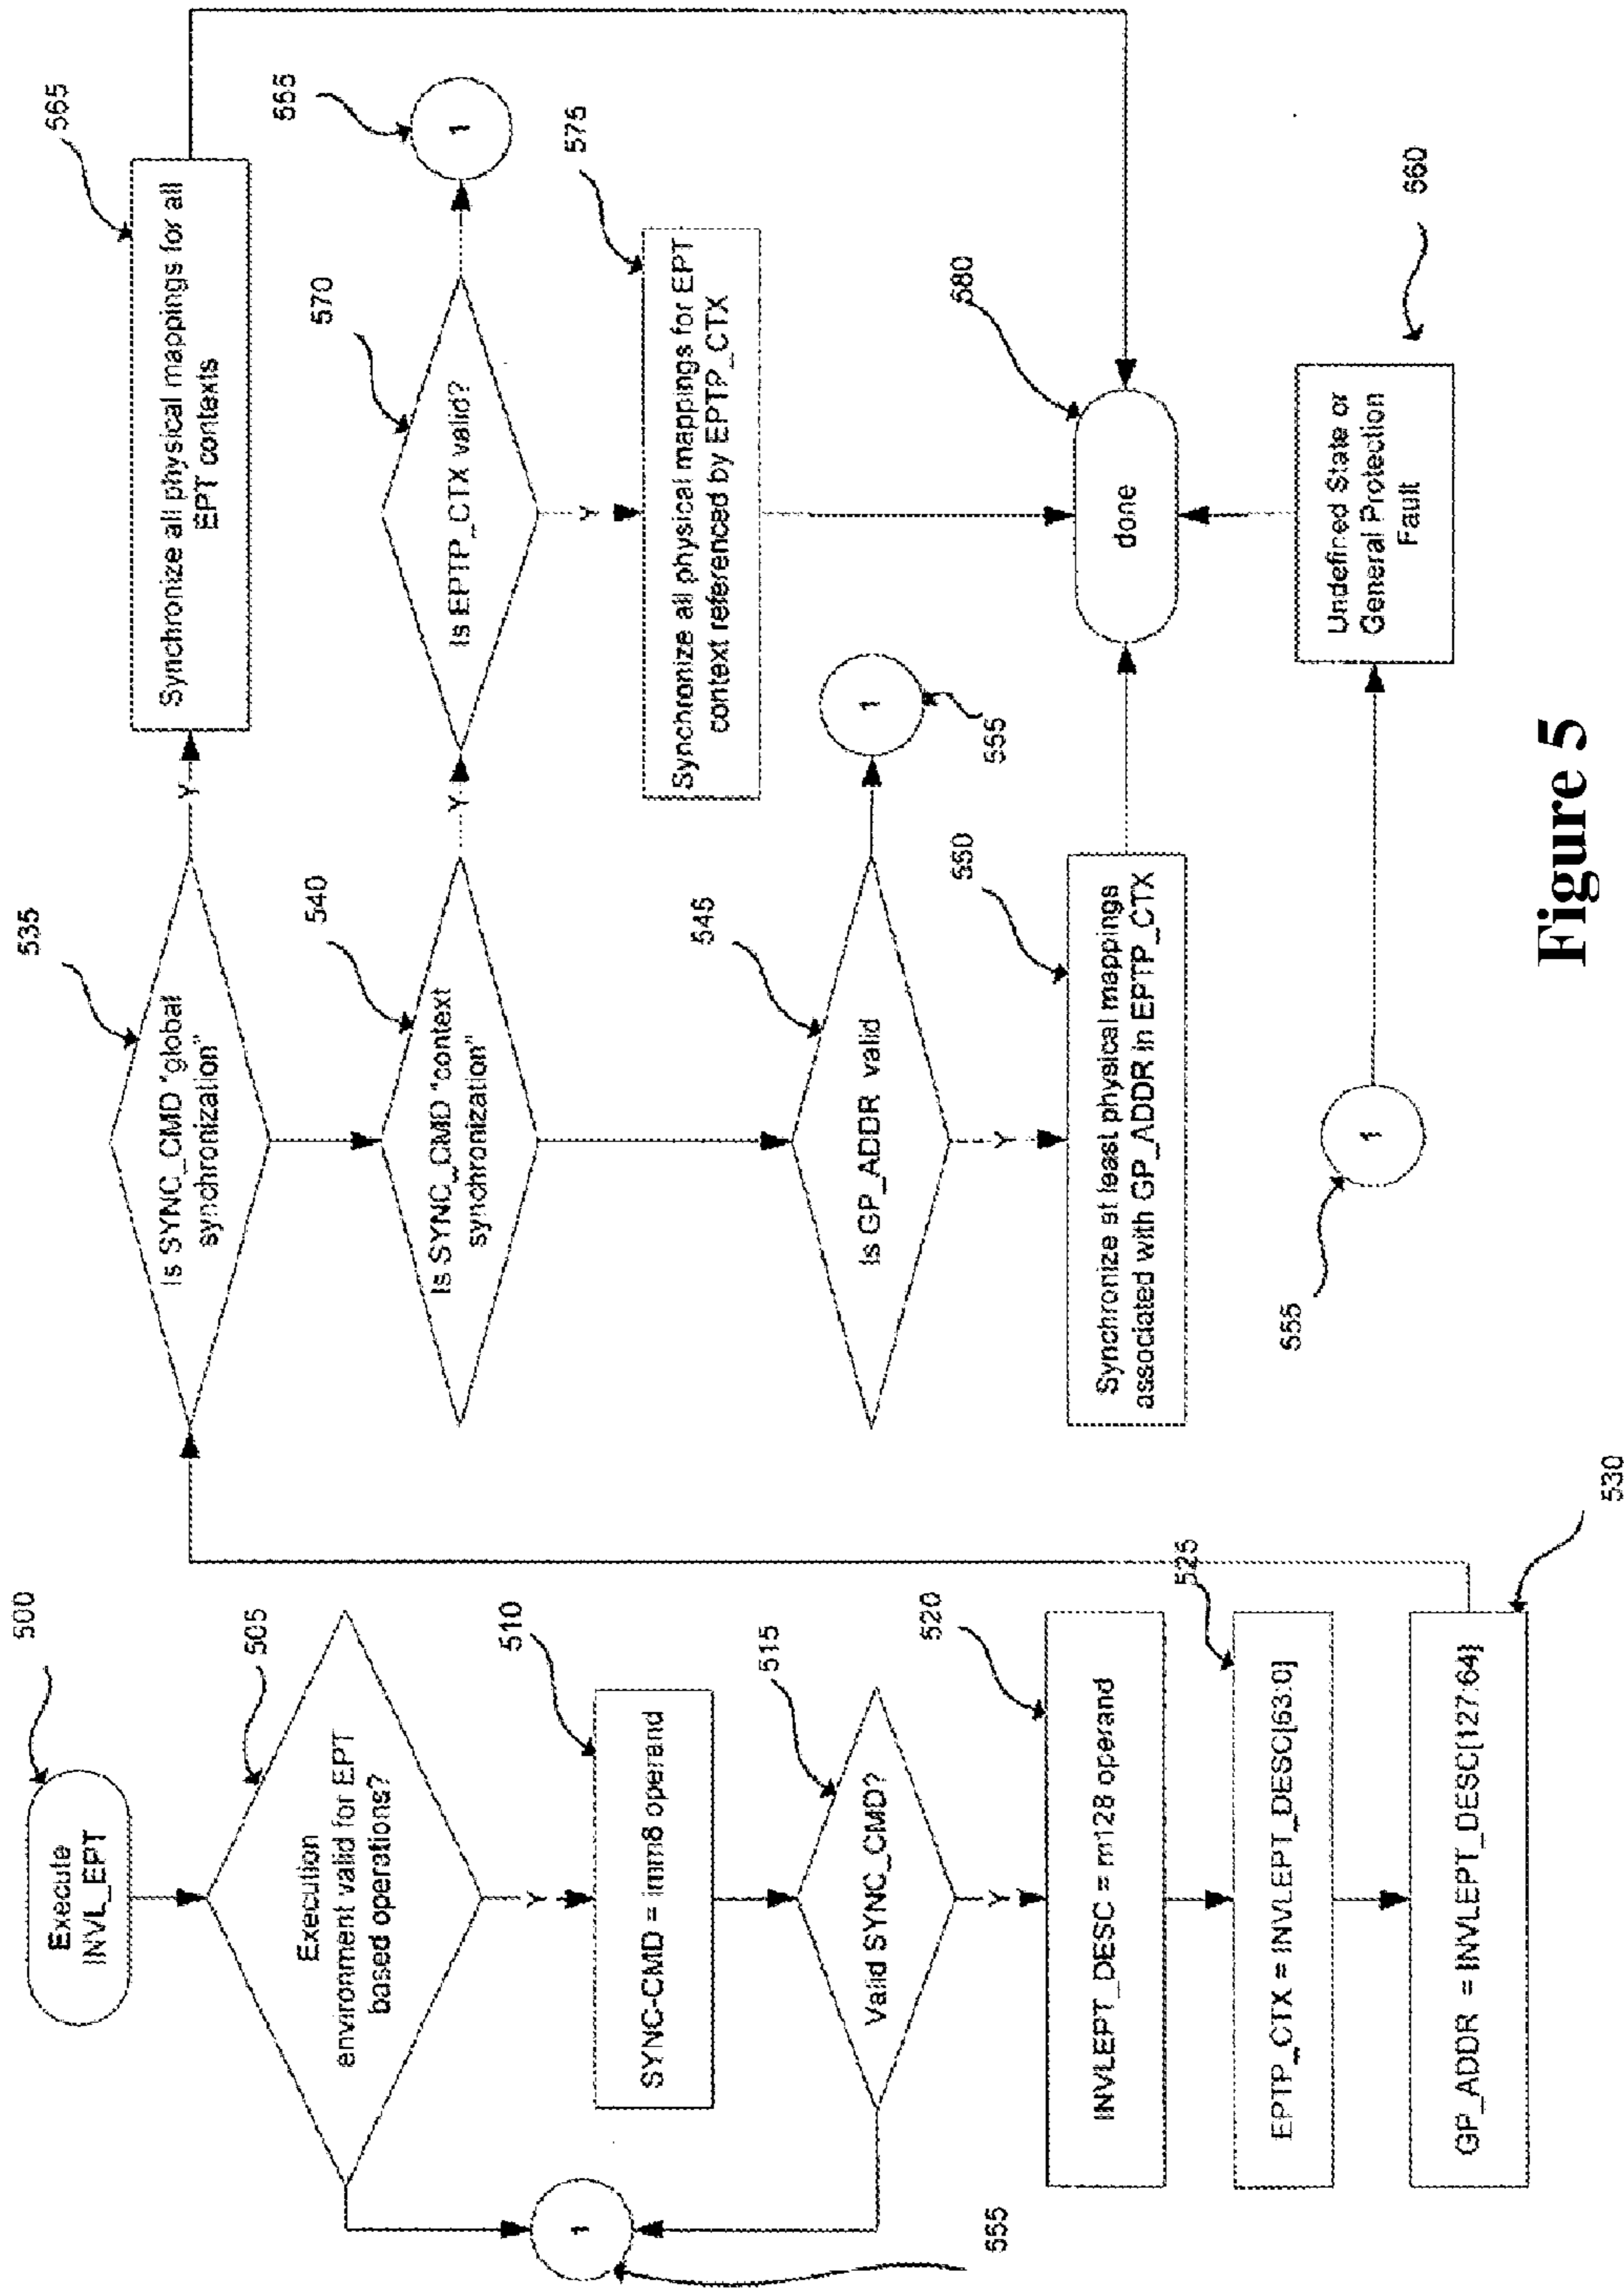 500
Execute
INVL_EPT
505
Execution
environment valid for EPT
based operations?
Y
510
SYNC-CMD = imm8 operand
515
Valid SYNC_CMD?
Y
1
555
520
INVLEPT_DESC = m128 operand
525
EPTP_CTX = INVLEPT_DESC[63:0]
530
GP_ADDR = INVLEPT_DESC[127:64]
535
Is SYNC_CMD "global
synchronization"
Y
565
Synchronize all physical mappings for all
EPT contexts
540
Is SYNC_CMD "context
synchronization"
Y
570
Is EPTP_CTX valid?
1
555
Y
575
Synchronize all physical mappings for EPT
context referenced by EPTP_CTX
545
Is GP_ADDR valid
1
555
Y
550
Synchronize at least physical mappings
associated with GP_ADDR in EPTP_CTX
580
done
555
1
Undefined State or
General Protection
Fault
560
Figure 5